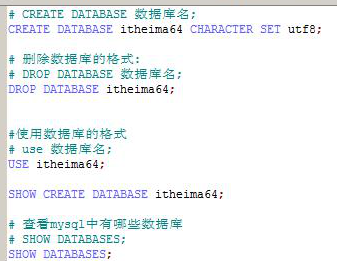 # CREATE DATABASE 数据库名;
CREATE DATABASE itheima64 CHARACTER SET utf8;
# 删除数据库的格式:
# DROP DATABASE 数据库名;
DROP DATABASE itheima64;
#使用数据库的格式
# use 数据库名;
USE itheima64;
SHOW CREATE DATABASE itheima64;
# 查看mysql中有哪些数据库
# SHOW DATABASES;
SHOW DATABASES;